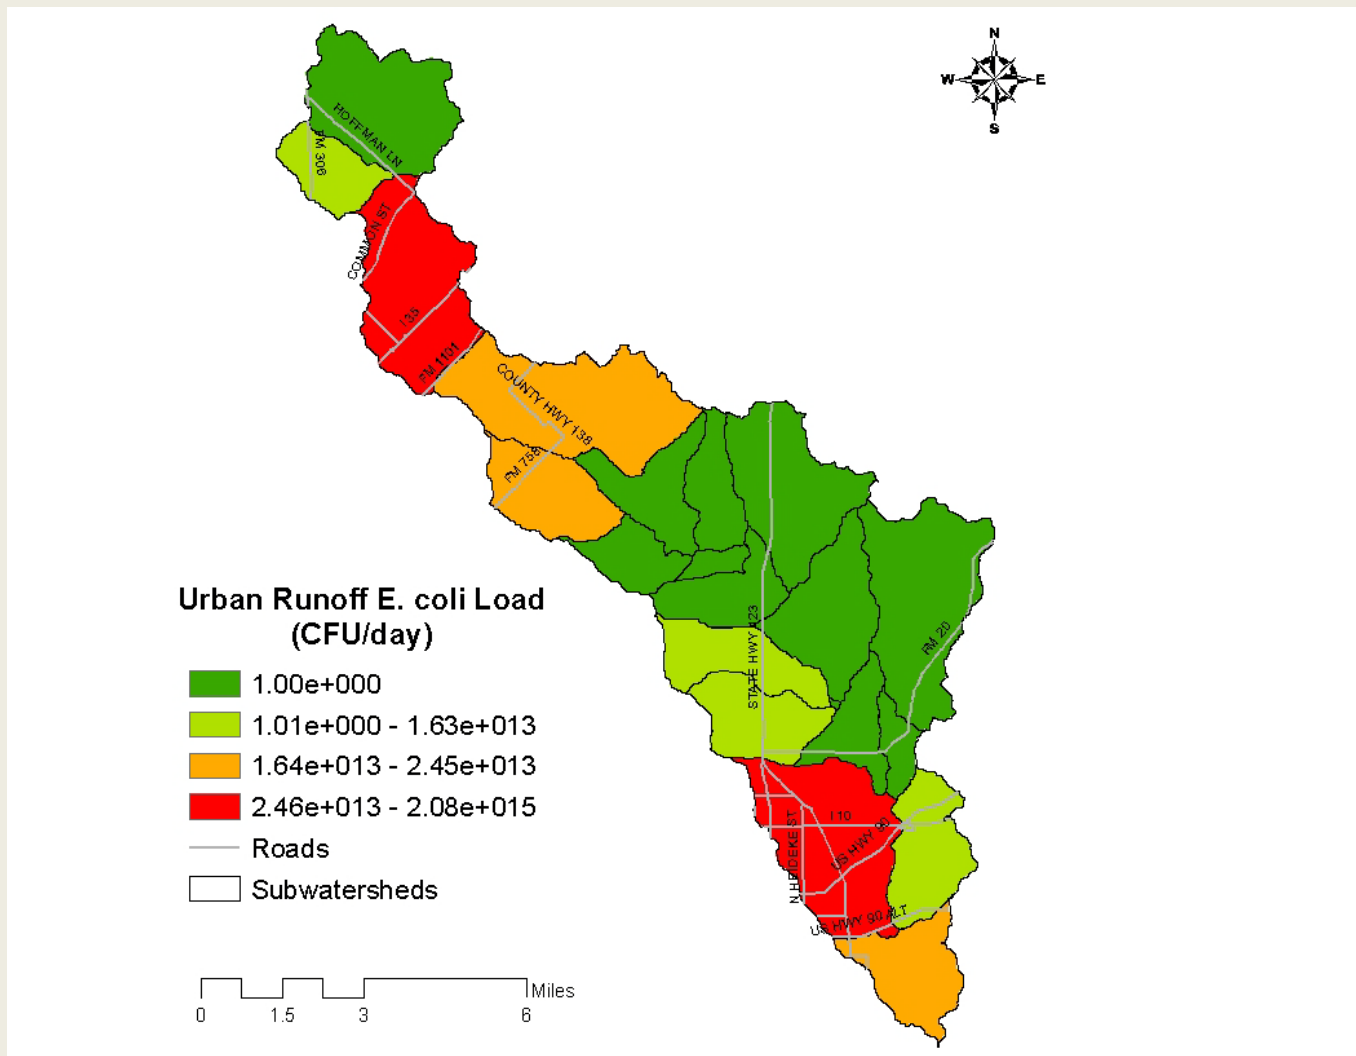 N
W E
S
HOFFMAN LN
FM 306
COMMON ST
I 35
FM 1101
COUNTY HWY 138
FM 758
STATE HWY 123
FM 20
I 10
US HWY 90
N HEIDEKE ST
US HWY 90 ALT
Urban Runoff E. coli Load
(CFU/day)
1.00e+000
1.01e+000 - 1.63e+013
1.64e+013 - 2.45e+013
2.46e+013 - 2.08e+015
Roads
Subwatersheds
Miles
0 1.5 3 6